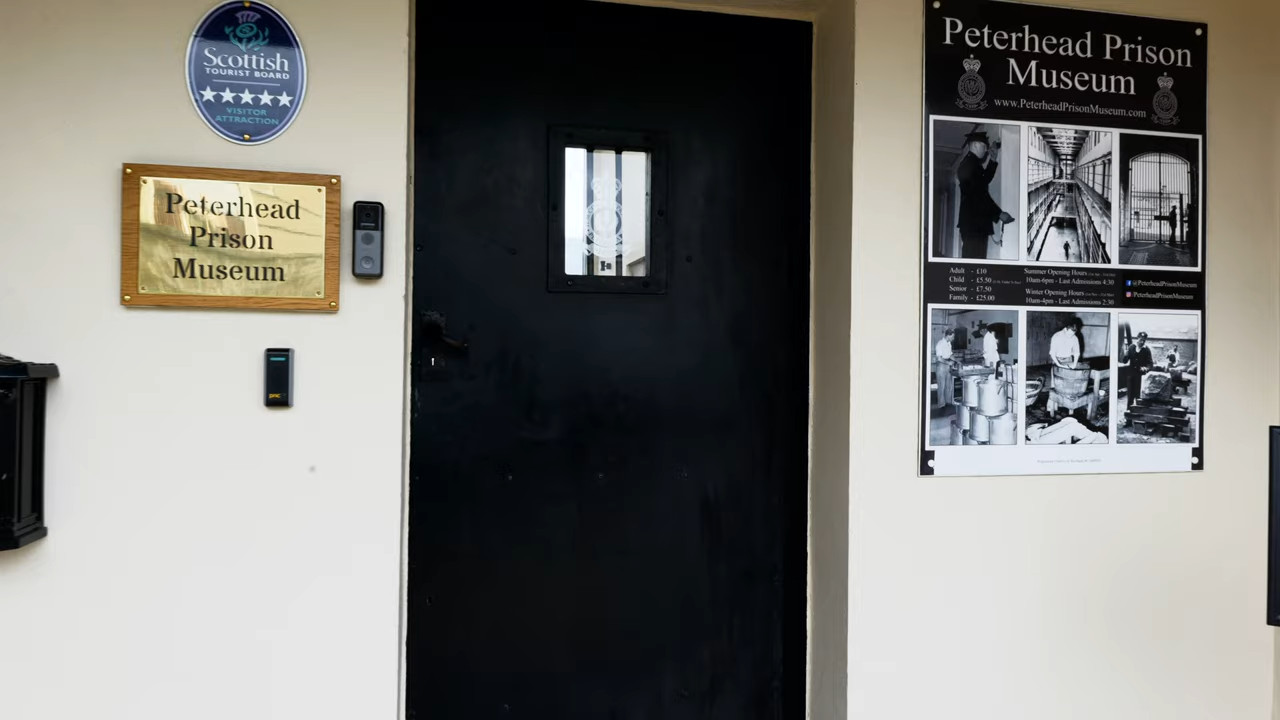 Scottish
TOURIST BOARD
VISITOR
ATTRACTION
Peterhead
Prison
Museum
pac
Peterhead Prison
Museum
www.PeterheadPrisonMuseum.com
Adult - £10
Child - £5.50
Senior - £7.50
Family - £25.00
Summer Opening Hours
10am-6pm - Last Admissions 4:30
Winter Opening Hours
10am-4pm - Last Admissions 2:30
@PeterheadPrisonMuseum
PeterheadPrisonMuseum